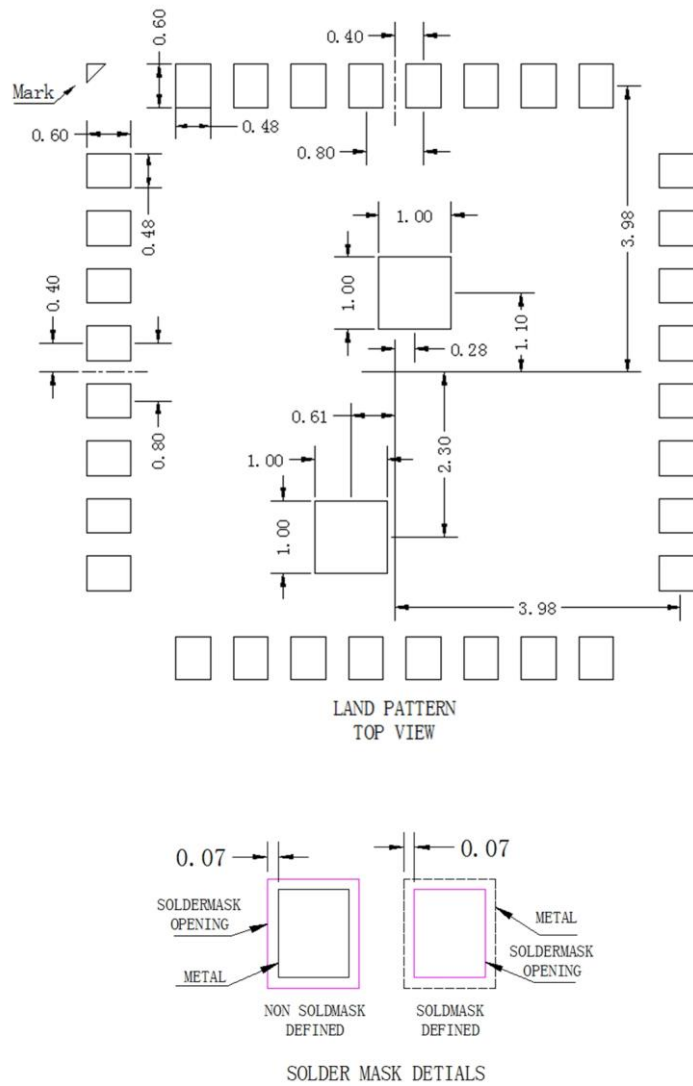 0.60
0.40
Mark
0.60
0.48
0.80
0.48
1.00
3.98
0.40
1.00
1.10
0.28
0.61
0.80
2.30
1.00
1.00
3.98
LAND PATTERN
TOP VIEW
0.07
0.07
SOLDERMASK
OPENING
METAL
METAL
SOLDERMASK
OPENING
NON SOLDMASK
DEFINED
SOLDMASK
DEFINED
SOLDER MASK DETIALS